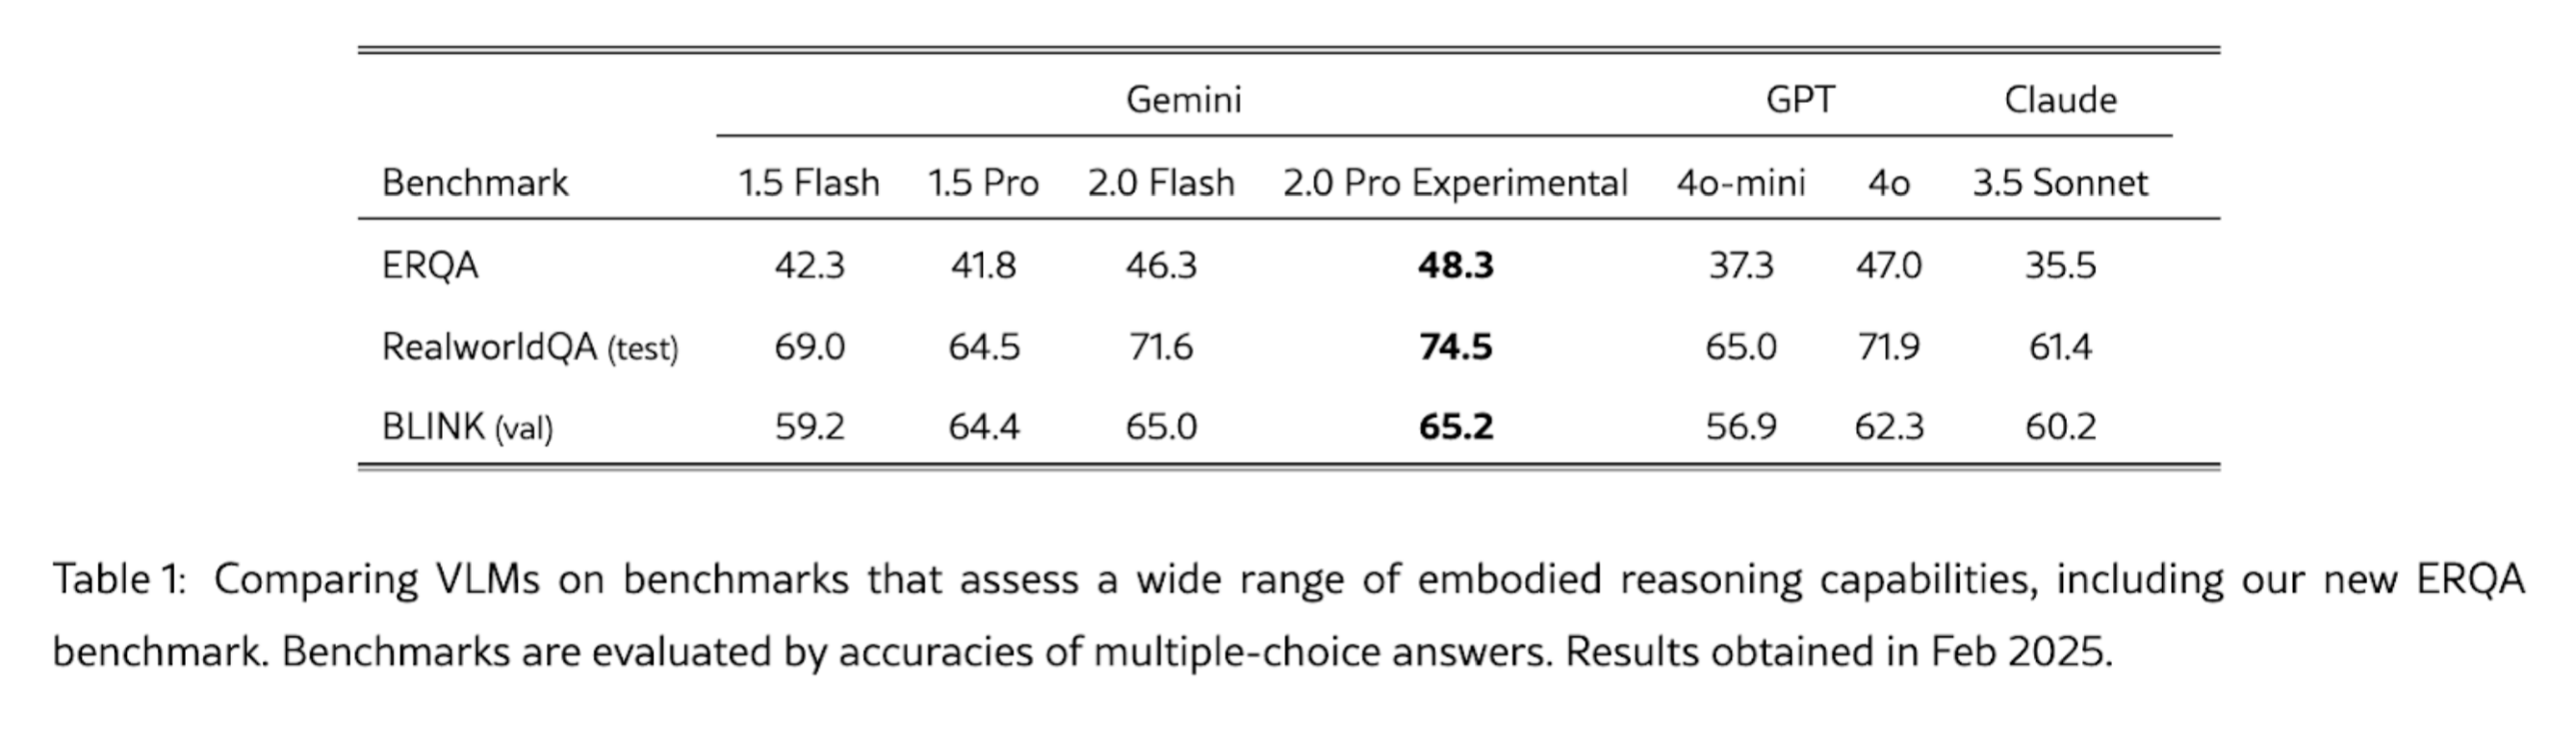 Gemini GPT Claude
Benchmark 1.5 Flash 1.5 Pro 2.0 Flash 2.0 Pro Experimental 4o-mini 4o 3.5 Sonnet
ERQA 42.3 41.8 46.3 48.3 37.3 47.0 35.5
RealworldQA (test) 69.0 64.5 71.6 74.5 65.0 71.9 61.4
BLINK (val) 59.2 64.4 65.0 65.2 56.9 62.3 60.2
Table 1: Comparing VLMs on benchmarks that assess a wide range of embodied reasoning capabilities, including our new ERQA
benchmark. Benchmarks are evaluated by accuracies of multiple-choice answers. Results obtained in Feb 2025.